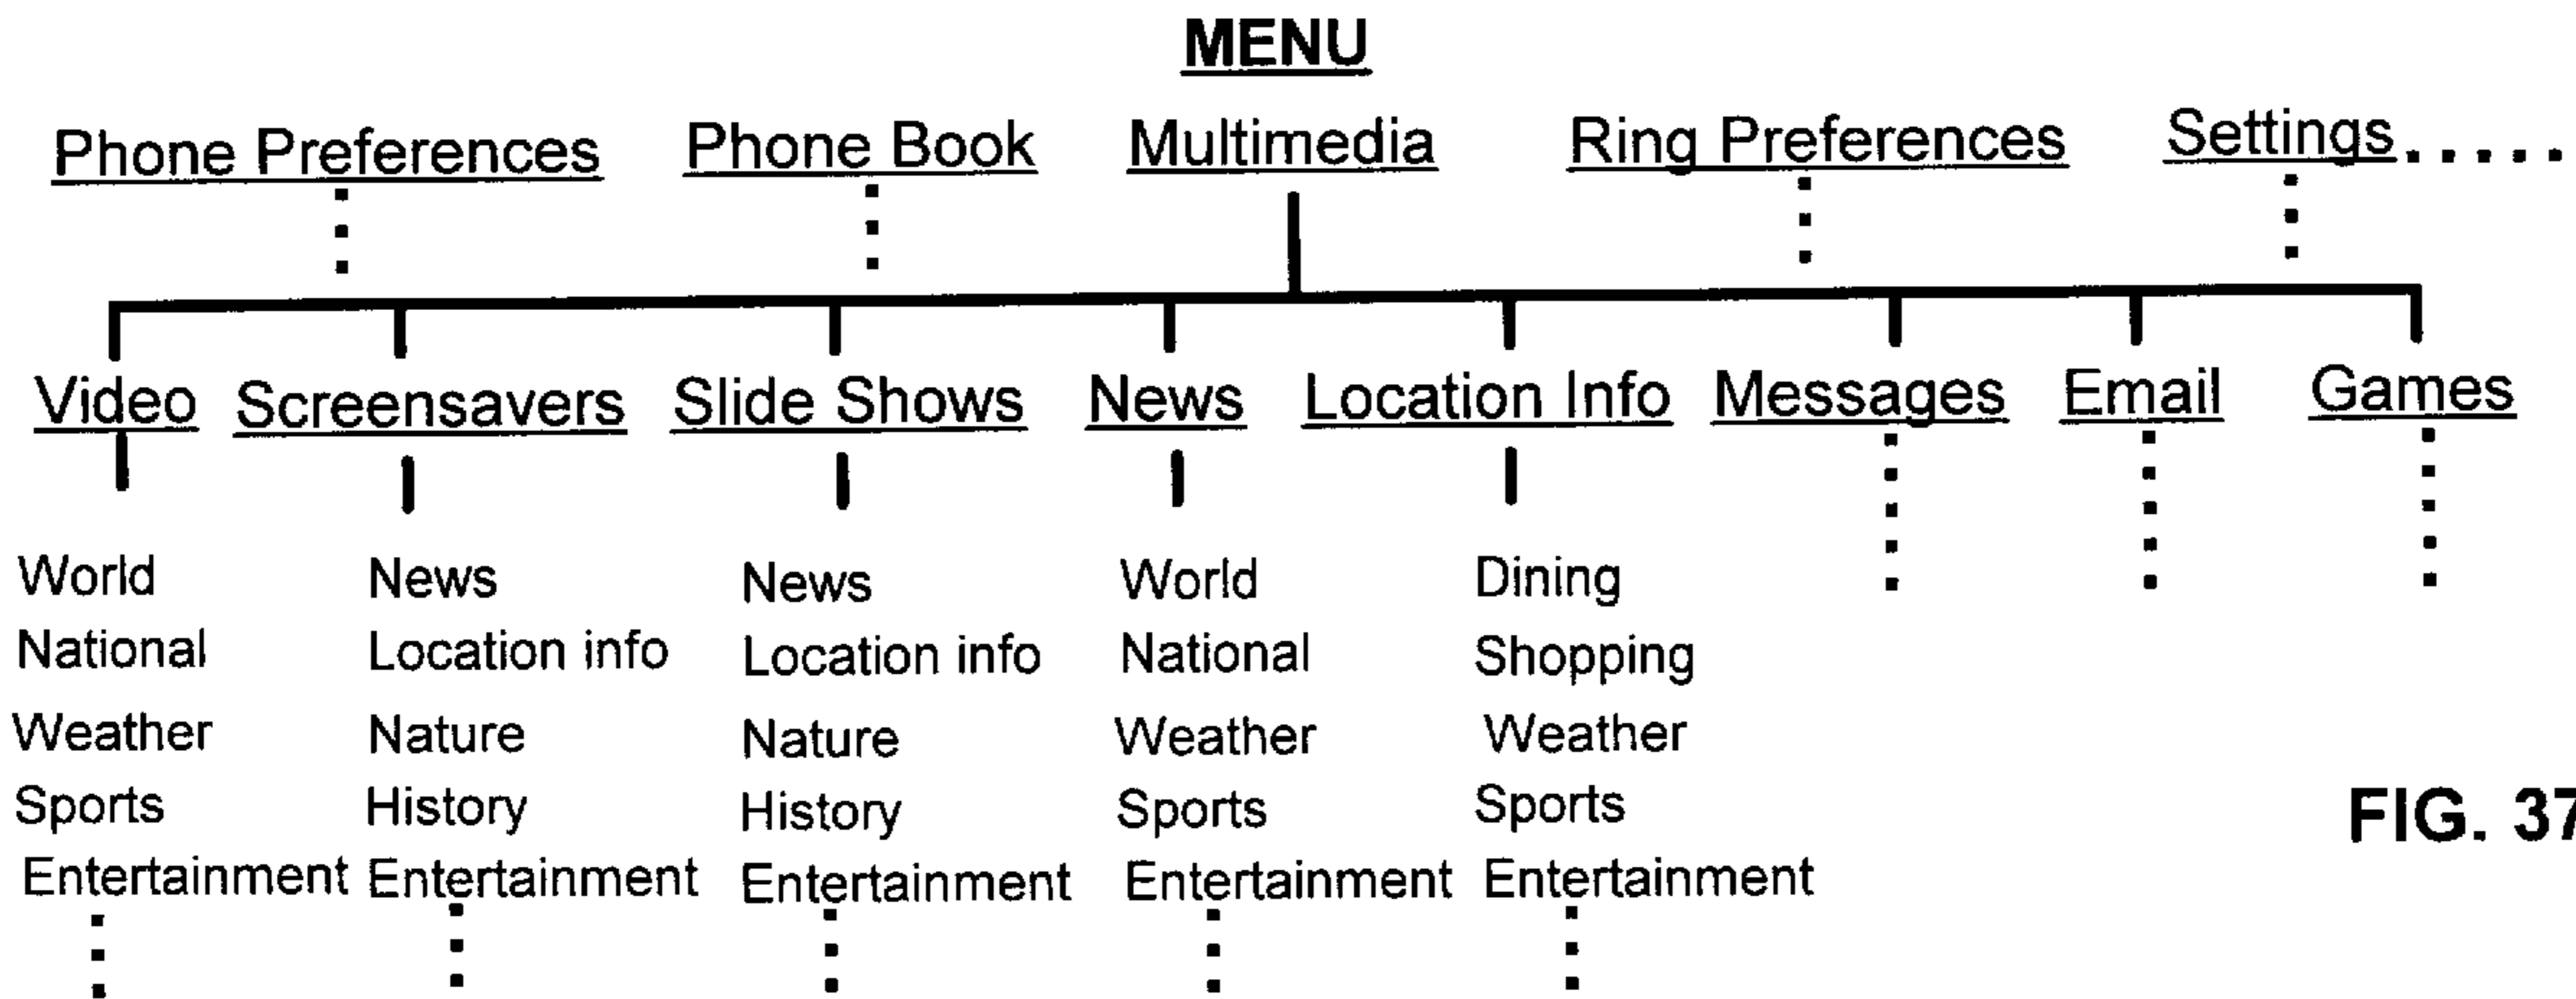 MENU
Phone Preferences Phone Book Multimedia Ring Preferences Settings.....
Video Screensavers Slide Shows News Location Info Messages Email Games
World News News World Dining
National Location info Location info National Shopping
Weather Nature Nature Weather Weather
Sports History History Sports Sports
Entertainment Entertainment Entertainment Entertainment Entertainment
FIG. 37